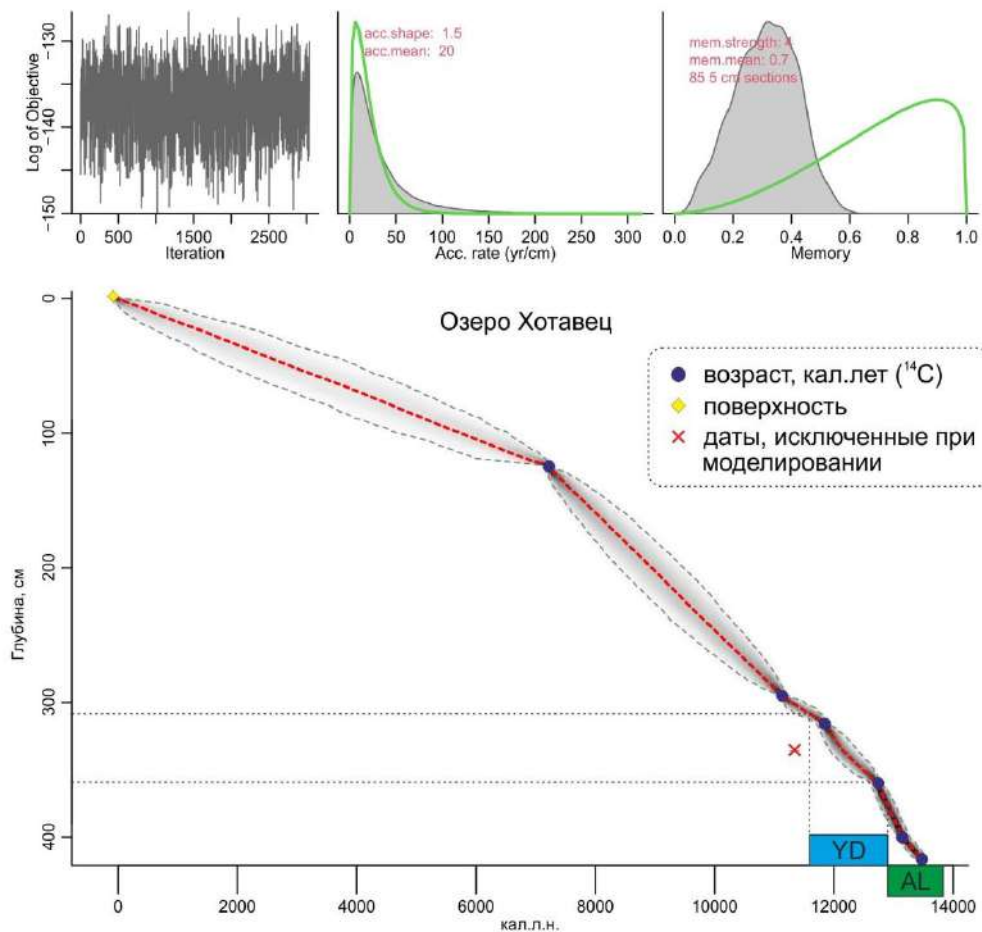 Log of Objective
−130
−140
−150
0
500
1500
2500
Iteration
acc.shape: 1.5
acc.mean: 20
0
50
100
150
200
250
300
Acc. rate (yr/cm)
mem.strength: 4
mem.mean: 0.7
85 5 cm sections
0.0
0.2
0.4
0.6
0.8
1.0
Memory
Озеро Хотавец
возраст, кал.лет (¹⁴C)
поверхность
даты, исключенные при
моделировании
Глубина, см
0
100
200
300
400
YD
AL
0
2000
4000
6000
8000
10000
12000
14000
кал.л.н.